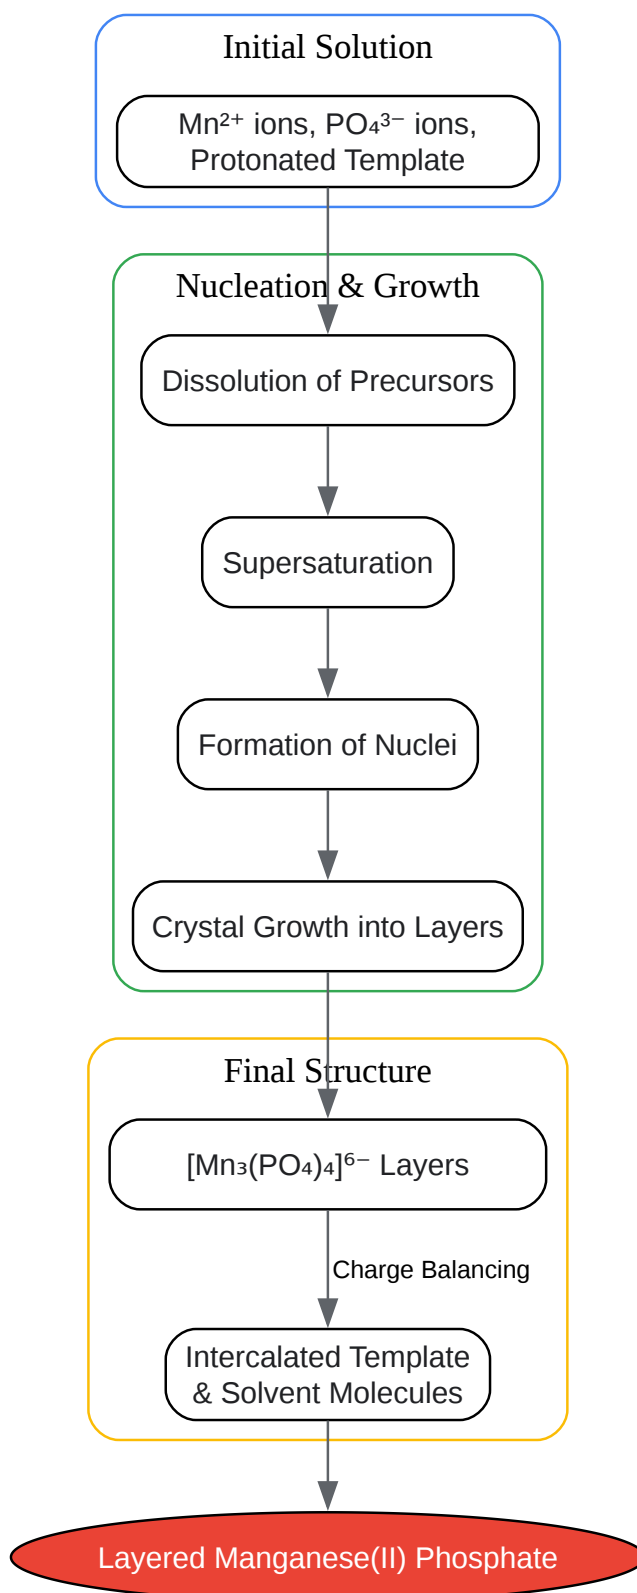 Initial Solution
Mn²⁺ ions, PO₄³⁻ ions,
Protonated Template
Nucleation & Growth
Dissolution of Precursors
Supersaturation
Formation of Nuclei
Crystal Growth into Layers
Final Structure
[Mn₃(PO₄)₄]⁶⁻ Layers
Charge Balancing
Intercalated Template
& Solvent Molecules
Layered Manganese(II) Phosphate